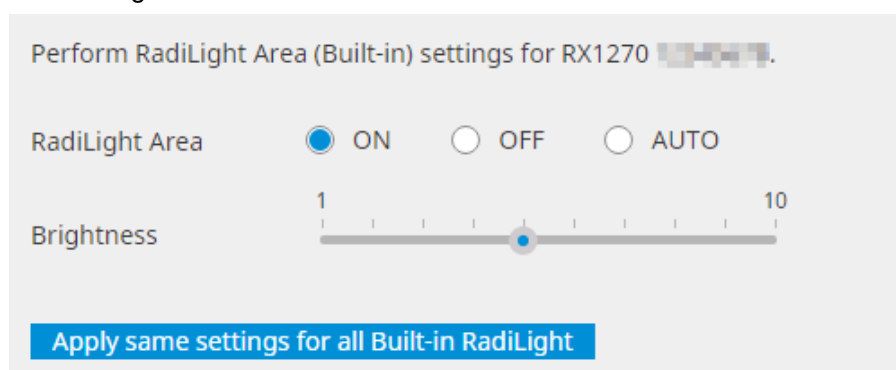 Perform RadiLight Area (Built-in) settings for RX1270
RadiLight Area ON OFF AUTO
1 10
Brightness
Apply same settings for all Built-in RadiLight